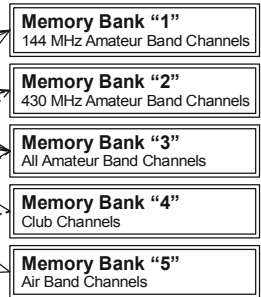 Memory Bank “1”
144 MHz Amateur Band Channels
Memory Bank “2”
430 MHz Amateur Band Channels
Memory Bank “3”
All Amateur Band Channels
Memory Bank “4”
Club Channels
Memory Bank “5”
Air Band Channels